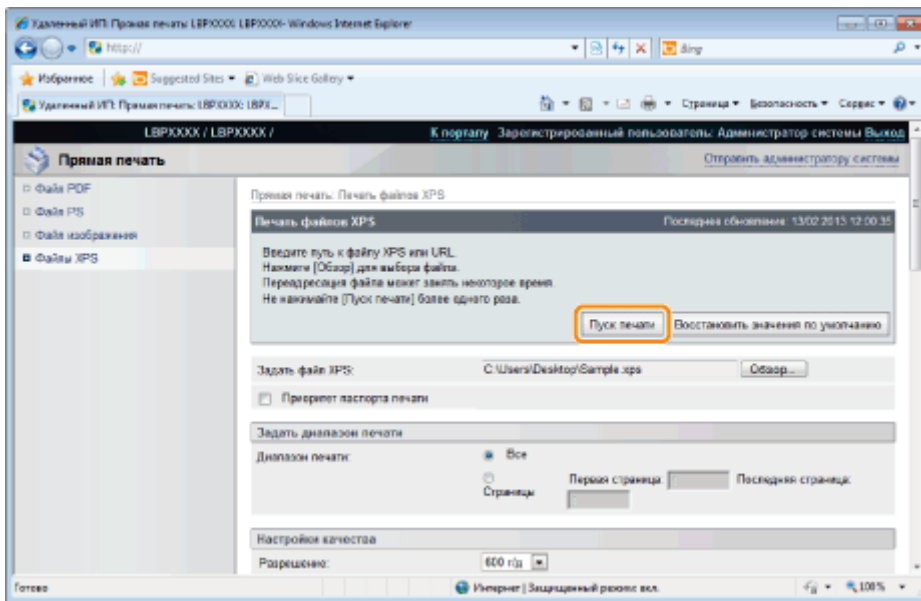 Удаленный ИП: Прямая печать: LBPXXXX: LBPXXXX - Windows Internet Explorer
http://
Bing
Избранное Suggested Sites Web Slice Gallery
Удаленный ИП: Прямая печать: LBPXXXX: LBPX...
Страница Безопасность Сервис
LBPXXXX / LBPXXXX /
К порталу Зарегистрированный пользователь: Администратор системы Выход
Прямая печать
Отправить администратору системы
Файл PDF
Файл PS
Файл изображения
Файлы XPS
Прямая печать: Печать файлов XPS
Печать файлов XPS
Последнее обновление: 13/02 2013 12:00:35
Введите путь к файлу XPS или URL.
Нажмите [Обзор] для выбора файла.
Переадресация файла может занять некоторое время.
Не нажимайте [Пуск печати] более одного раза.
Пуск печати Восстановить значения по умолчанию
Задать файл XPS: C:\Users\Desktop\Sample.xps Обзор...
Приоритет паспорта печати
Задать диапазон печати
Диапазон печати: Все
Страницы Первая страница: Последняя страница:
Настройки качества
Разрешение: 600 т/д
Готово Интернет | Защищенный режим: вкл. 100%